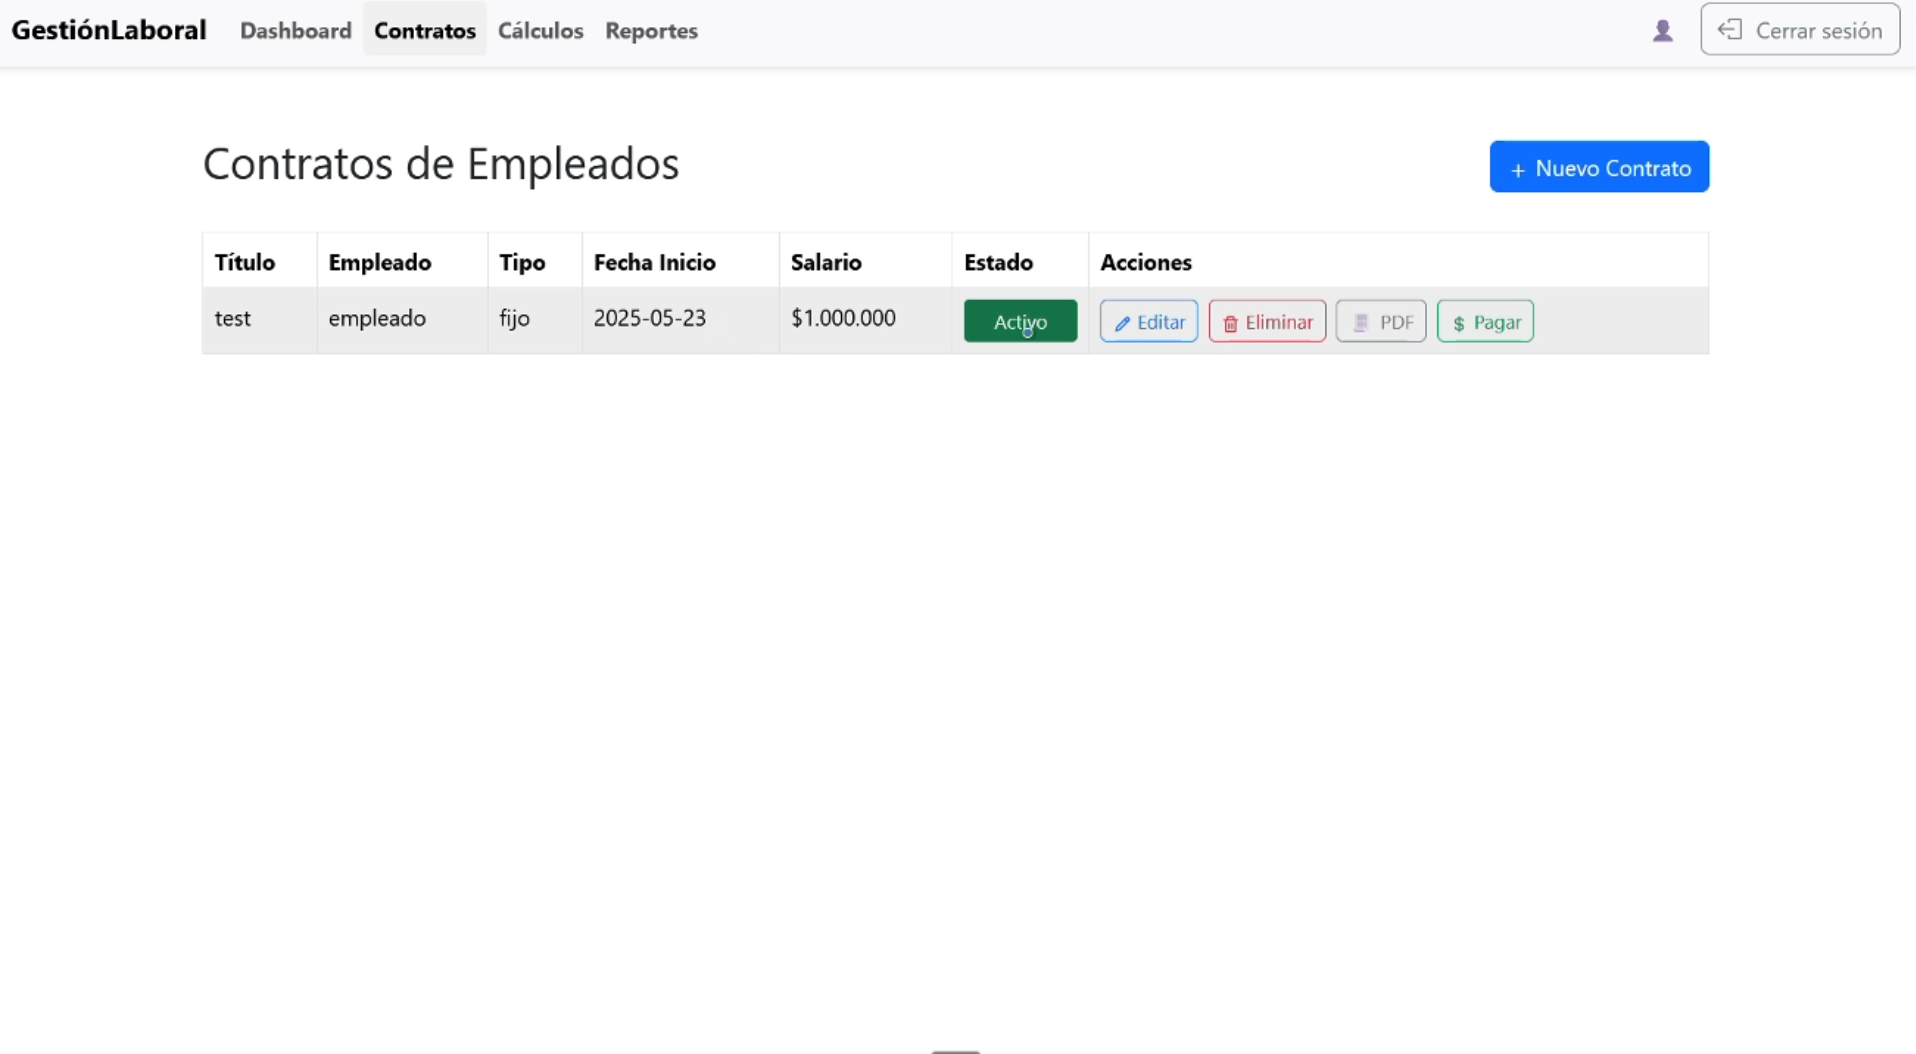 GestiónLaboral Dashboard Contratos Cálculos Reportes Cerrar sesión
Contratos de Empleados
+ Nuevo Contrato
Título Empleado Tipo Fecha Inicio Salario Estado Acciones
test empleado fijo 2025-05-23 $1.000.000 Activo Editar Eliminar PDF $ Pagar